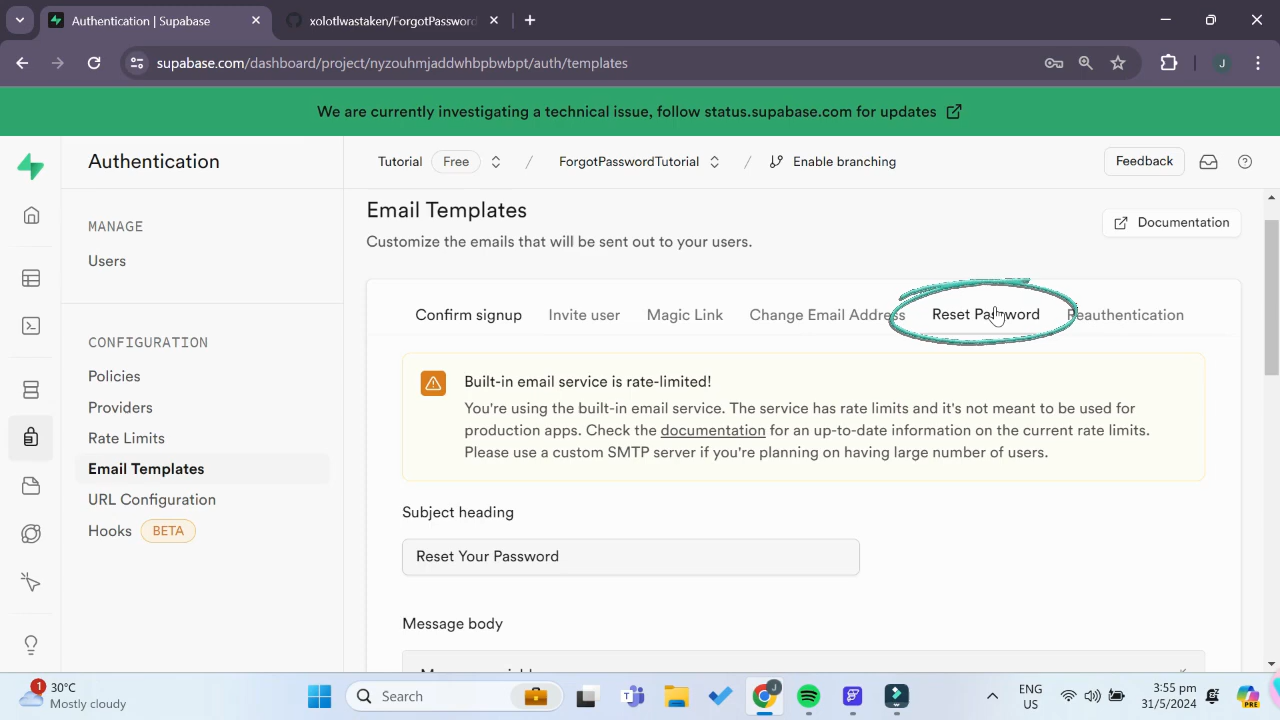 Authentication | Supabase
xolotlwastaken/ForgotPassword
supabase.com/dashboard/project/nyzouhmjaddwhbpbwbpt/auth/templates
J
We are currently investigating a technical issue, follow status.supabase.com for updates
Authentication
Tutorial Free / ForgotPasswordTutorial / Enable branching
Feedback
MANAGE
Users
CONFIGURATION
Policies
Providers
Rate Limits
Email Templates
URL Configuration
Hooks BETA
Email Templates
Customize the emails that will be sent out to your users.
Documentation
Confirm signup Invite user Magic Link Change Email Address Reset Password Reauthentication
Built-in email service is rate-limited!
You're using the built-in email service. The service has rate limits and it's not meant to be used for
production apps. Check the documentation for an up-to-date information on the current rate limits.
Please use a custom SMTP server if you're planning on having large number of users.
Subject heading
Reset Your Password
Message body
1
30°C
Mostly cloudy
Search
J
ENG
US
3:55 pm
31/5/2024
PRE